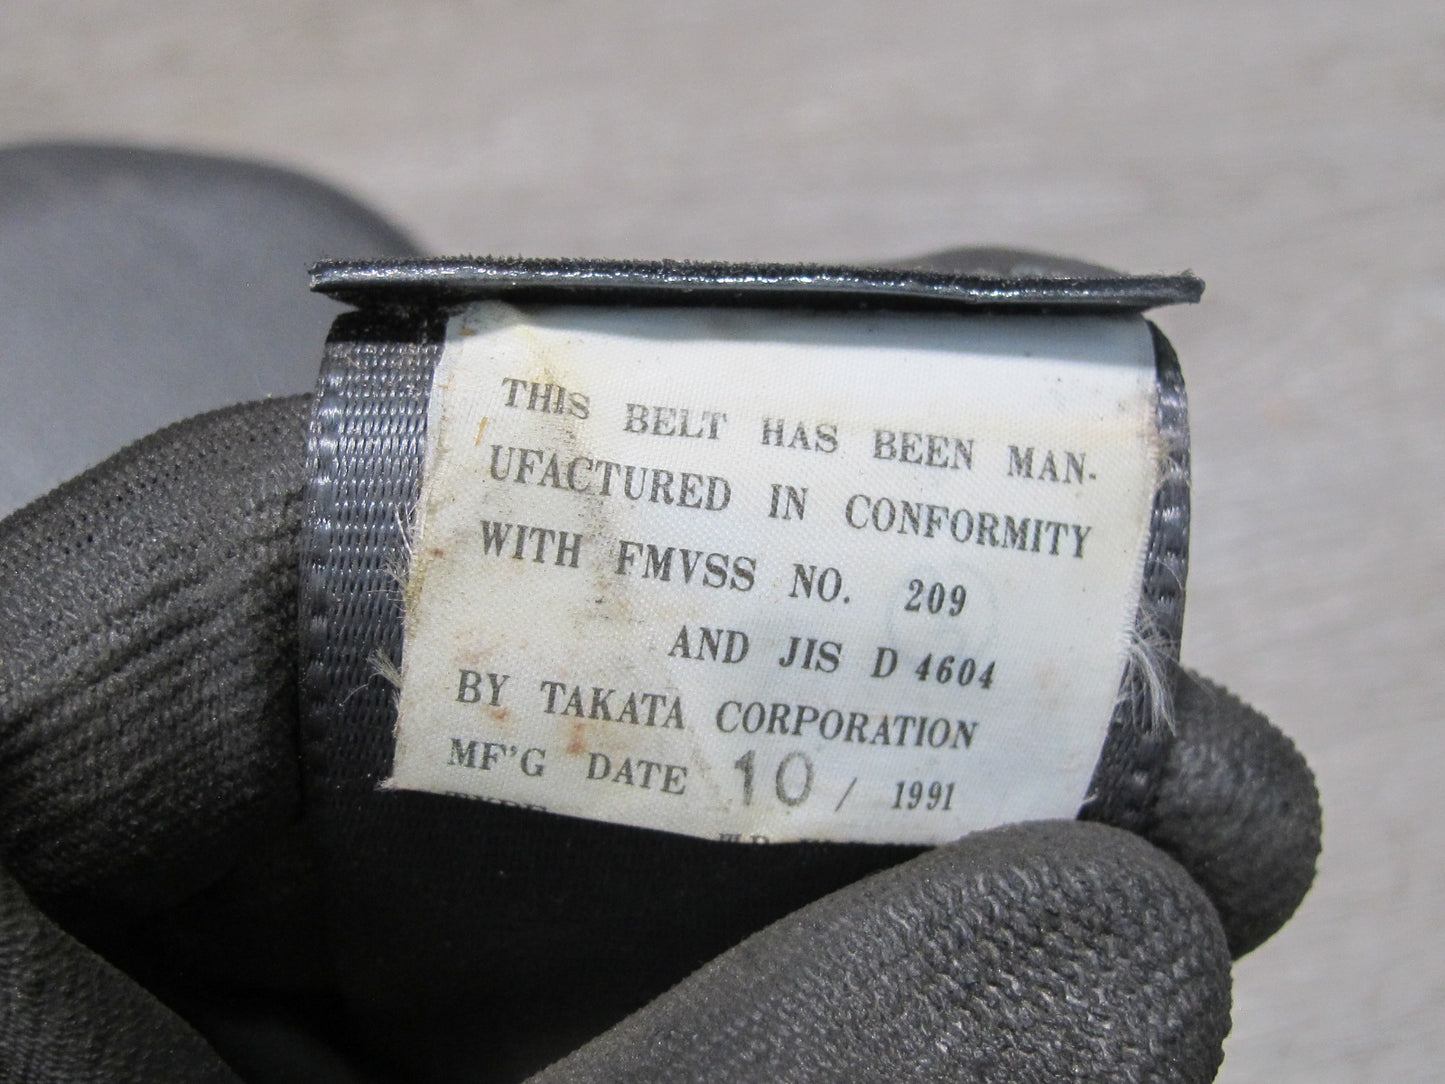 THIS BELT HAS BEEN MAN-
UFACTURED IN CONFORMITY
WITH FMVSS NO. 209
AND JIS D 4604
BY TAKATA CORPORATION
MF'G DATE 10 / 1991